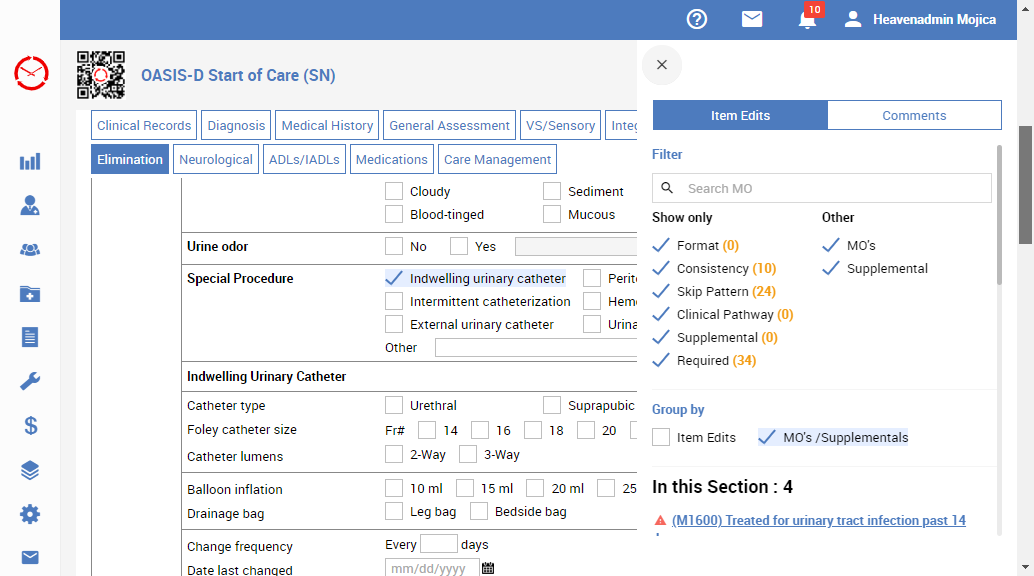 10
Heavenadmin Mojica
OASIS-D Start of Care (SN)
Clinical Records Diagnosis Medical History General Assessment VS/Sensory Integ
Elimination Neurological ADLs/IADLs Medications Care Management
Cloudy Sediment
Blood-tinged Mucous
Urine odor No Yes
Special Procedure Indwelling urinary catheter Perit
Intermittent catheterization Hem
External urinary catheter Urina
Other
Indwelling Urinary Catheter
Catheter type Urethral Suprapubic
Foley catheter size Fr# 14 16 18 20
Catheter lumens 2-Way 3-Way
Balloon inflation 10 ml 15 ml 20 ml 25
Drainage bag Leg bag Bedside bag
Change frequency Every days
Date last changed mm/dd/yyyy
Item Edits Comments
Filter
Search MO
Show only Other
Format (0) MO's
Consistency (10) Supplemental
Skip Pattern (24)
Clinical Pathway (0)
Supplemental (0)
Required (34)
Group by
Item Edits MO's /Supplementals
In this Section : 4
(M1600) Treated for urinary tract infection past 14